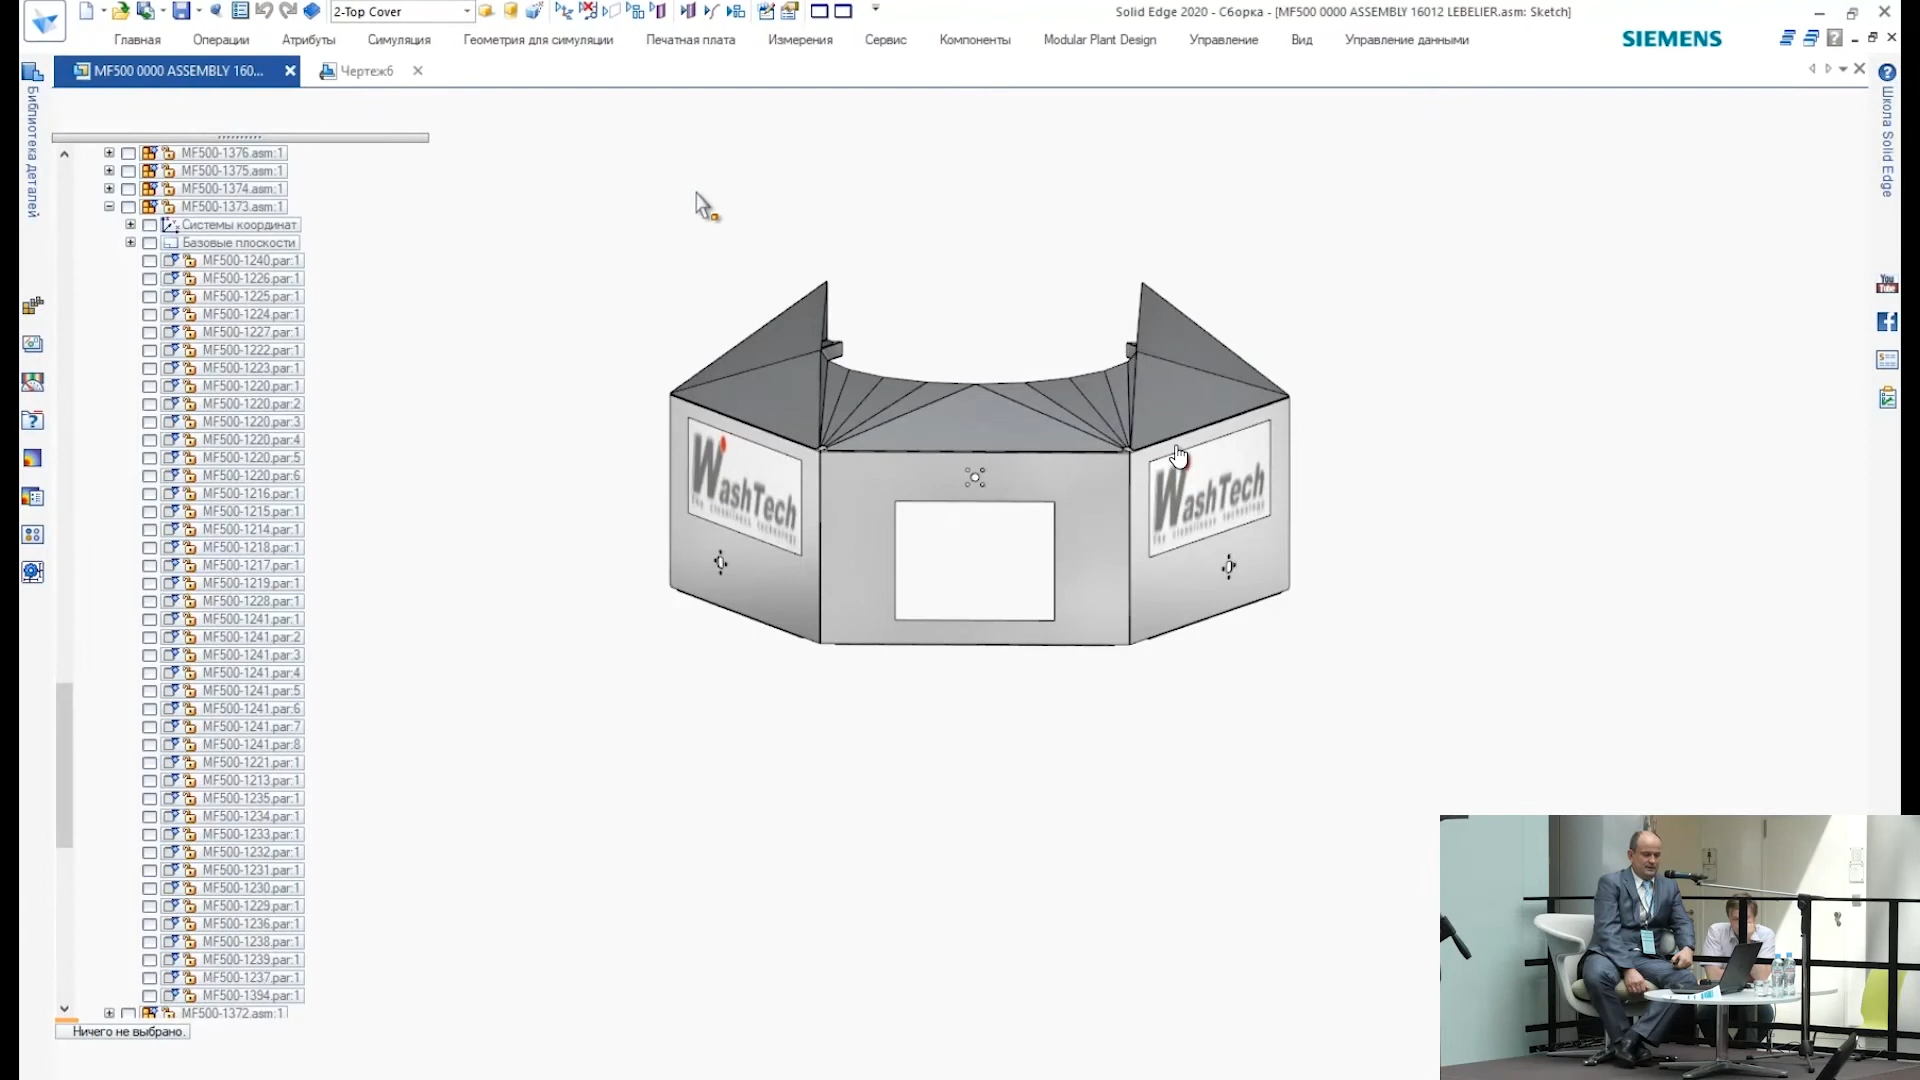 2-Top Cover
Solid Edge 2020 - Сборка - [MF500 0000 ASSEMBLY 16012 LEBELIER.asm: Sketch]
Главная
Операции
Атрибуты
Симуляция
Геометрия для симуляции
Печатная плата
Измерения
Сервис
Компоненты
Modular Plant Design
Управление
Вид
Управление данными
SIEMENS
MF500 0000 ASSEMBLY 160...
Чертеж6
Библиотека деталей
Школа Solid Edge
You
Tube
MF500-1376.asm:1
MF500-1375.asm:1
MF500-1374.asm:1
MF500-1373.asm:1
Системы координат
Базовые плоскости
MF500-1240.par:1
MF500-1226.par:1
MF500-1225.par:1
MF500-1224.par:1
MF500-1227.par:1
MF500-1222.par:1
MF500-1223.par:1
MF500-1220.par:1
MF500-1220.par:2
MF500-1220.par:3
MF500-1220.par:4
MF500-1220.par:5
MF500-1220.par:6
MF500-1216.par:1
MF500-1215.par:1
MF500-1214.par:1
MF500-1218.par:1
MF500-1217.par:1
MF500-1219.par:1
MF500-1228.par:1
MF500-1241.par:1
MF500-1241.par:2
MF500-1241.par:3
MF500-1241.par:4
MF500-1241.par:5
MF500-1241.par:6
MF500-1241.par:7
MF500-1241.par:8
MF500-1221.par:1
MF500-1213.par:1
MF500-1235.par:1
MF500-1234.par:1
MF500-1233.par:1
MF500-1232.par:1
MF500-1231.par:1
MF500-1230.par:1
MF500-1229.par:1
MF500-1236.par:1
MF500-1238.par:1
MF500-1239.par:1
MF500-1237.par:1
MF500-1394.par:1
MF500-1372.asm:1
Ничего не выбрано.
WashTech
The cleanliness technology
WashTech
The cleanliness technology